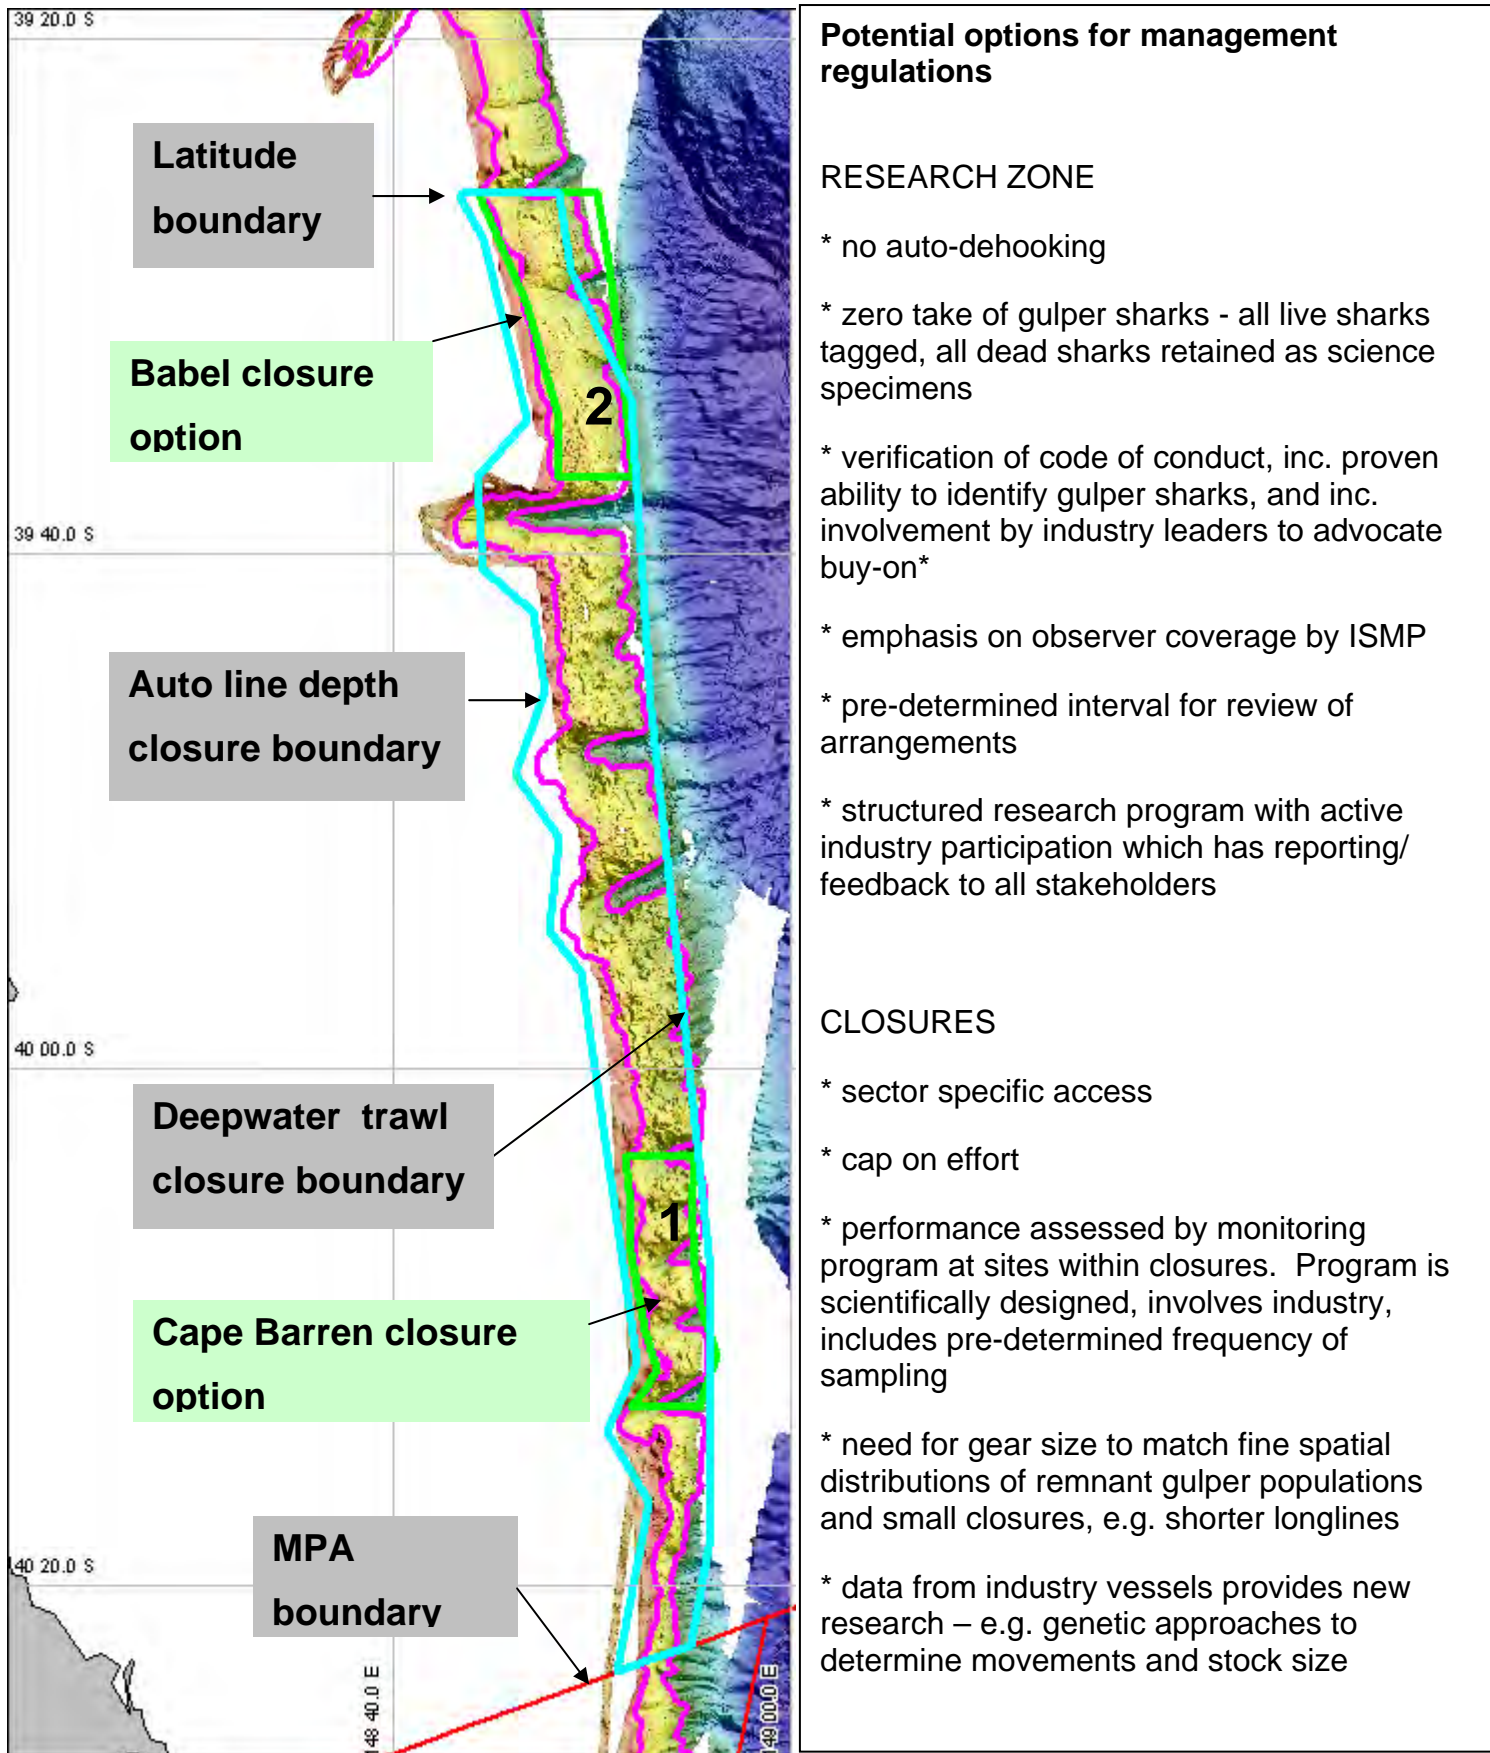 39 20.0 S
Latitude
boundary
Babel closure
option
2
39 40.0 S
Auto line depth
closure boundary
40 00.0 S
Deepwater trawl
closure boundary
1
Cape Barren closure
option
40 20.0 S
MPA
boundary
148 40.0 E
149 00.0 E
Potential options for management
regulations
RESEARCH ZONE
* no auto-dehooking
* zero take of gulper sharks - all live sharks
tagged, all dead sharks retained as science
specimens
* verification of code of conduct, inc. proven
ability to identify gulper sharks, and inc.
involvement by industry leaders to advocate
buy-on*
* emphasis on observer coverage by ISMP
* pre-determined interval for review of
arrangements
* structured research program with active
industry participation which has reporting/
feedback to all stakeholders
CLOSURES
* sector specific access
* cap on effort
* performance assessed by monitoring
program at sites within closures. Program is
scientifically designed, involves industry,
includes pre-determined frequency of
sampling
* need for gear size to match fine spatial
distributions of remnant gulper populations
and small closures, e.g. shorter longlines
* data from industry vessels provides new
research – e.g. genetic approaches to
determine movements and stock size